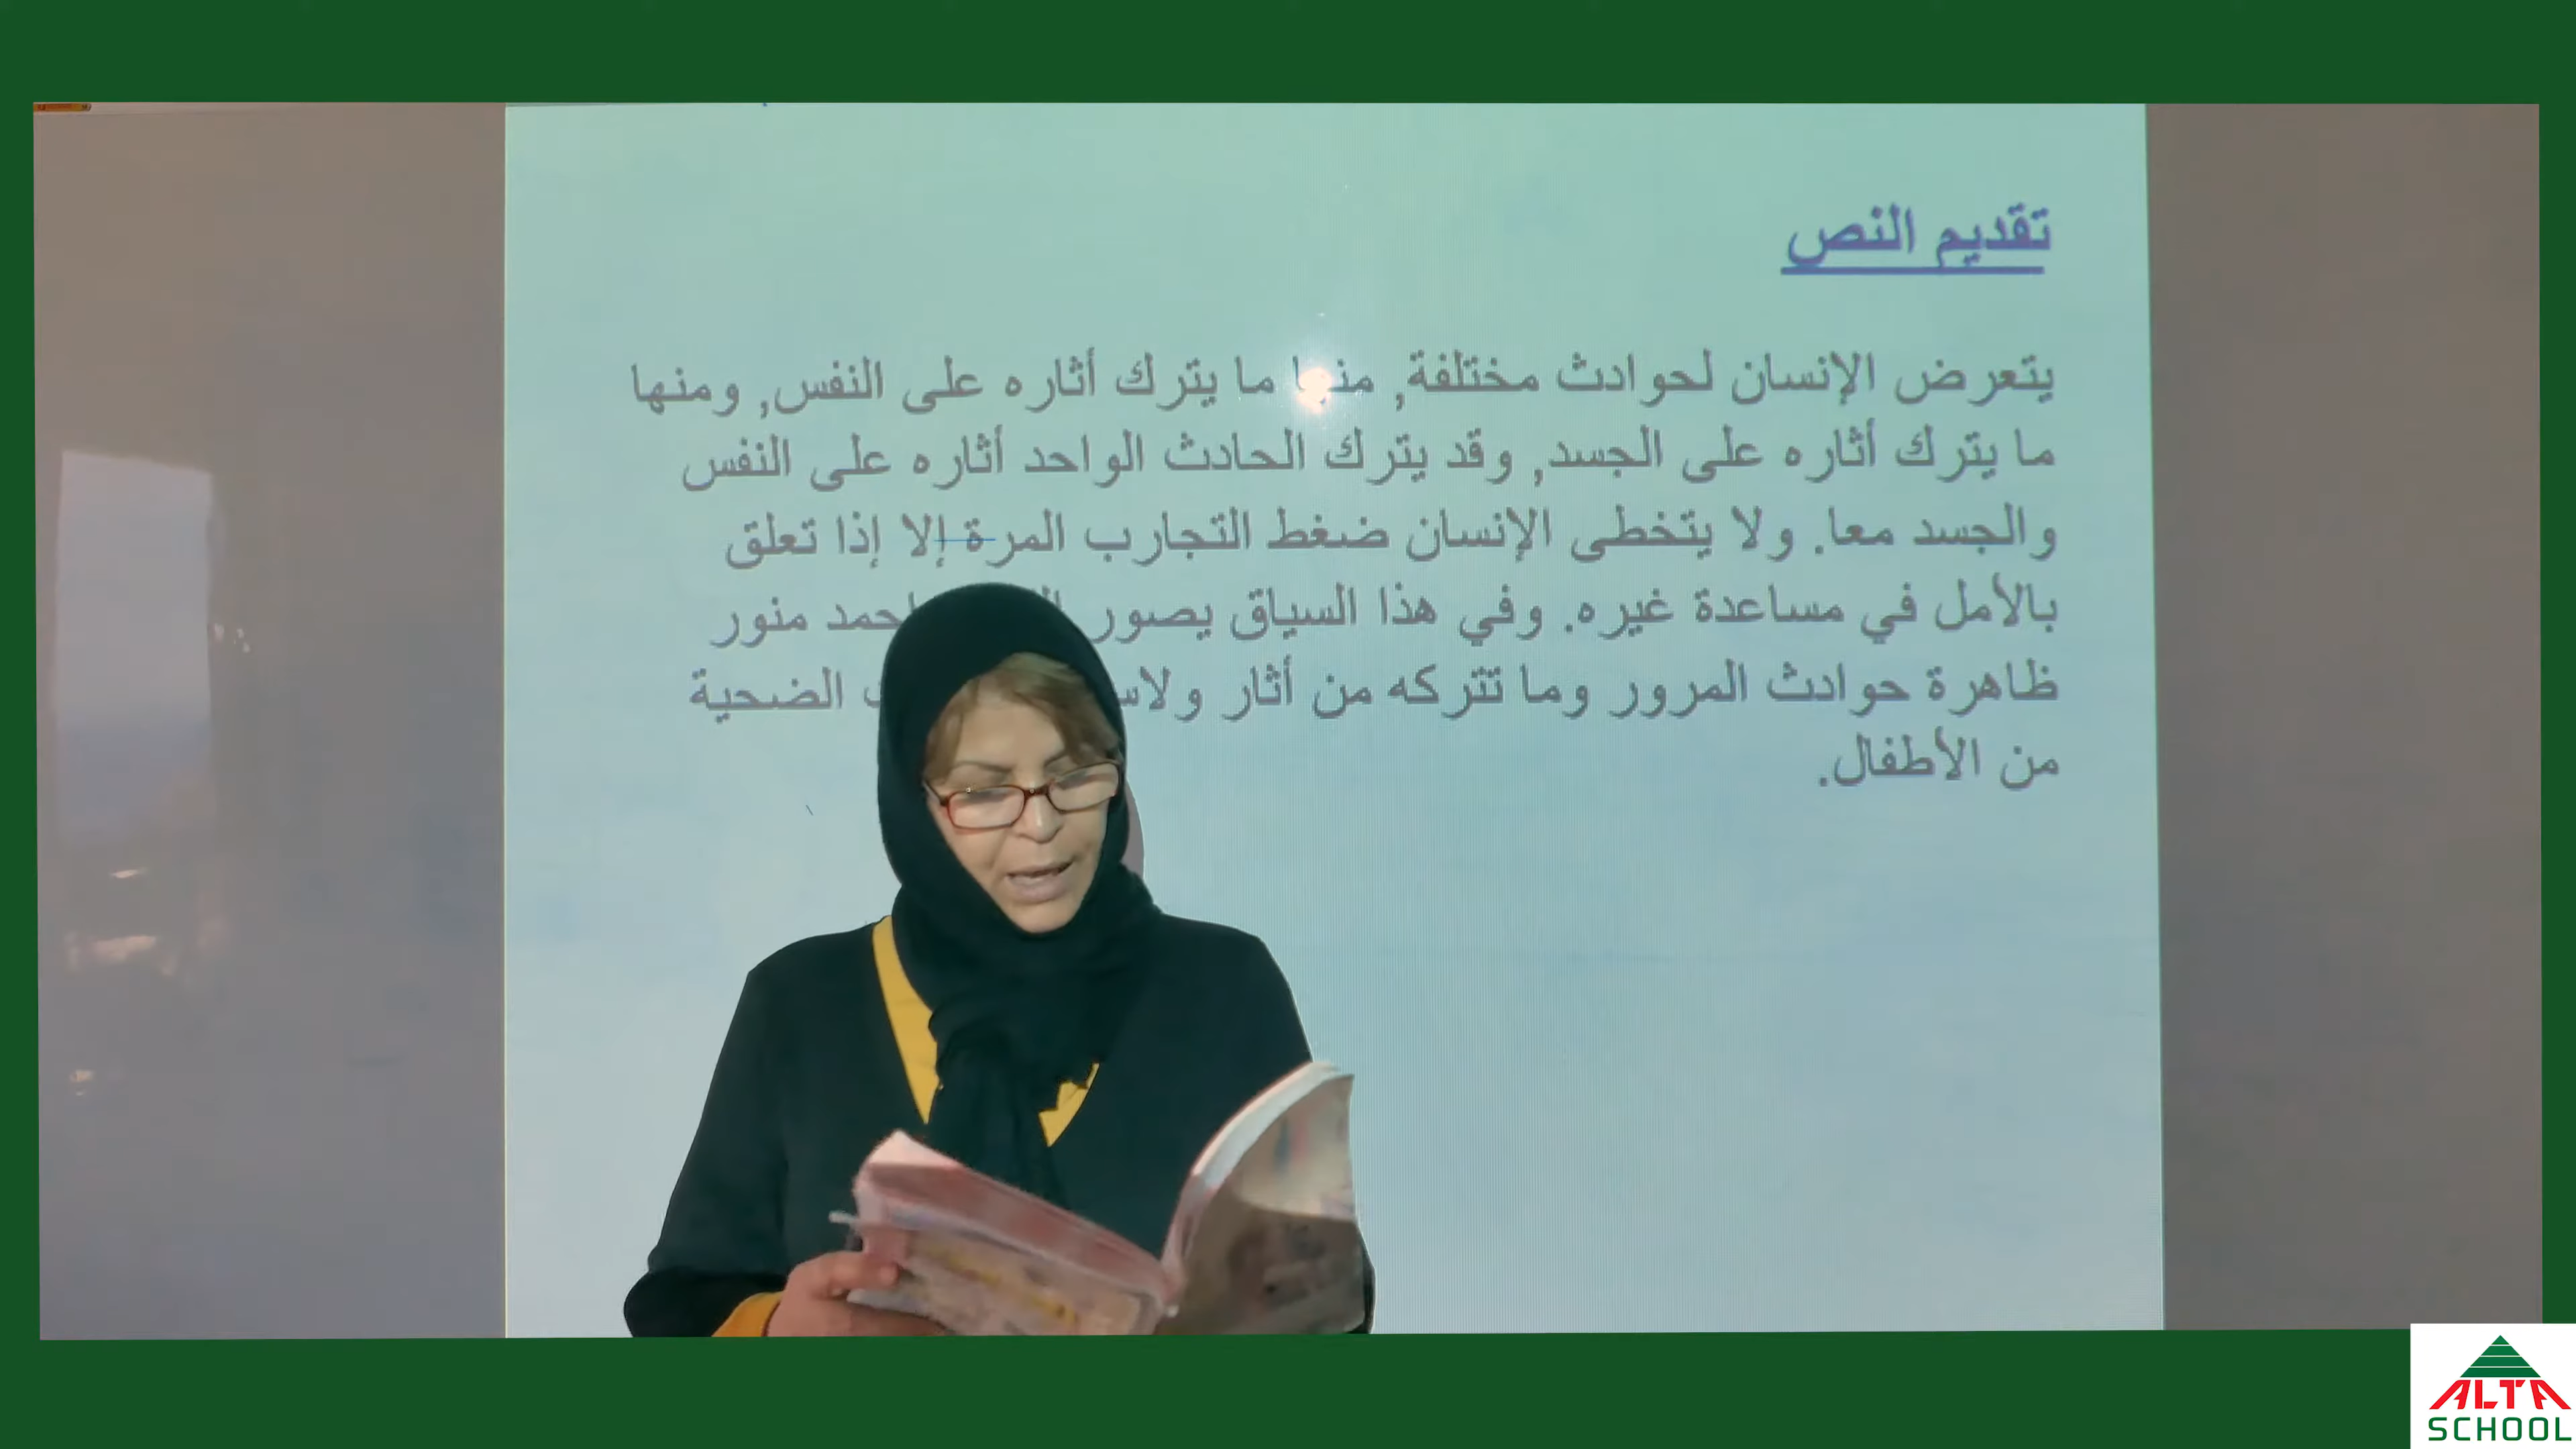 تقديم النص
يتعرض الإنسان لحوادث مختلفة, منها ما يترك أثاره على النفس, ومنها
ما يترك أثاره على الجسد, وقد يترك الحادث الواحد أثاره على النفس
والجسد معا. ولا يتخطى الإنسان ضغط التجارب المرة إلا إذا تعلق
بالأمل في مساعدة غيره. وفي هذا السياق يصور احمد منور
ظاهرة حوادث المرور وما تتركه من أثار الضحية
من الأطفال.
ALTA
SCHOOL